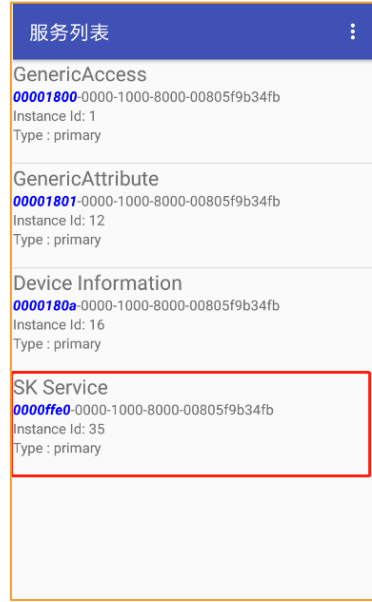 服务列表
GenericAccess
00001800-0000-1000-8000-00805f9b34fb
Instance Id: 1
Type : primary
GenericAttribute
00001801-0000-1000-8000-00805f9b34fb
Instance Id: 12
Type : primary
Device Information
0000180a-0000-1000-8000-00805f9b34fb
Instance Id: 16
Type : primary
SK Service
0000ffe0-0000-1000-8000-00805f9b34fb
Instance Id: 35
Type : primary